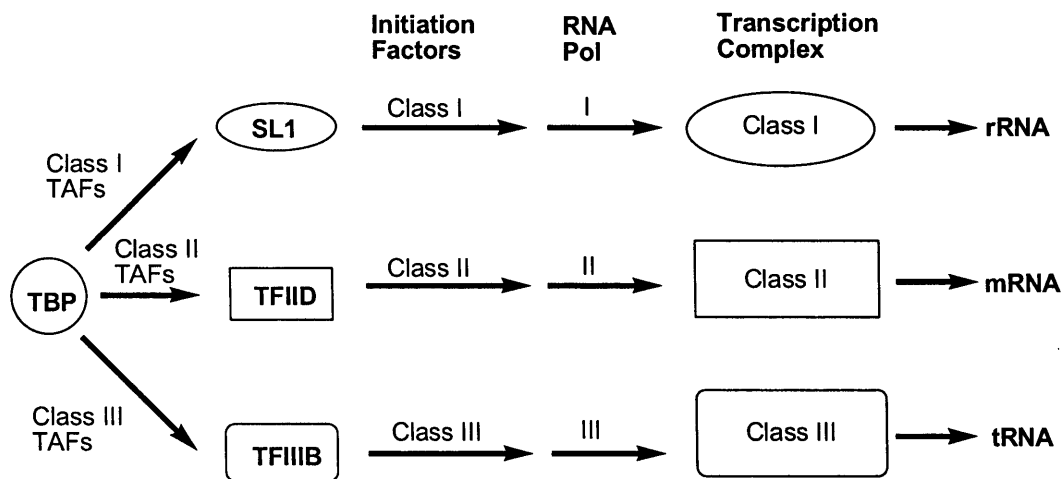 Initiation
Factors
RNA
Pol
Transcription
Complex
SL1
Class I
I
Class I
rRNA
Class I
TAFs
Class II
TAFs
TBP
TFIID
Class II
II
Class II
mRNA
Class III
TAFs
TFIIIB
Class III
III
Class III
tRNA